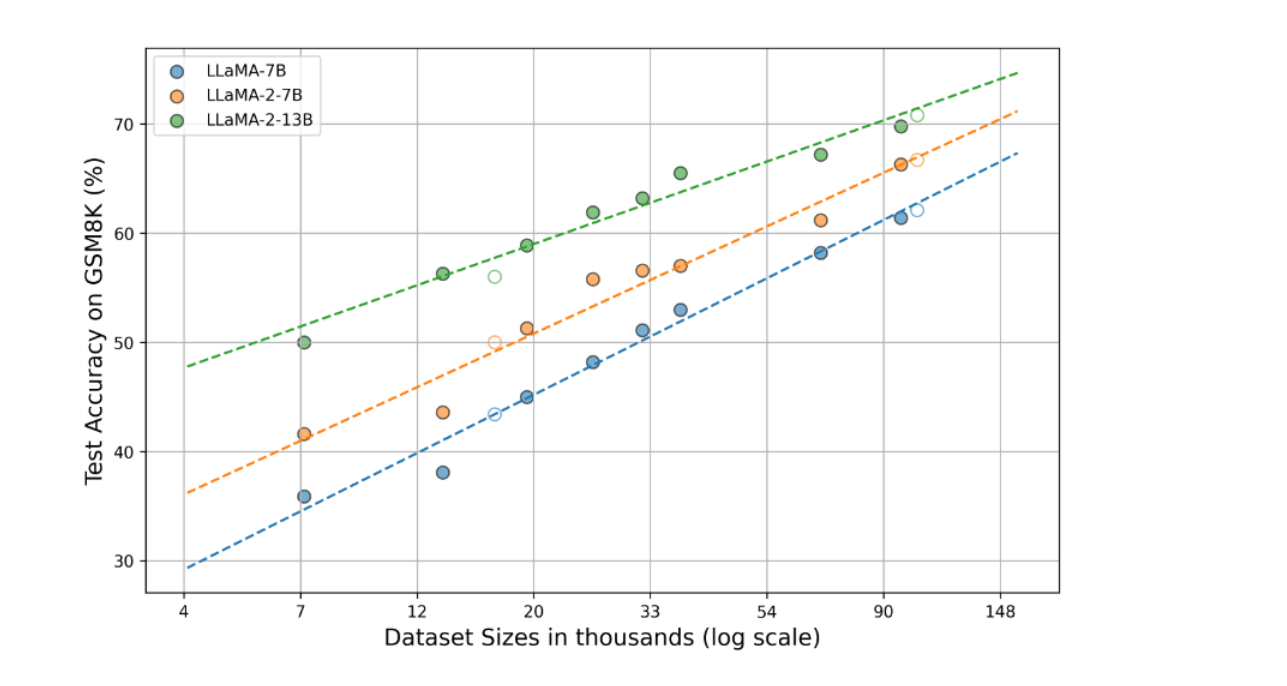 LLaMA-7B
LLaMA-2-7B
LLaMA-2-13B
Test Accuracy on GSM8K (%)
70
60
50
40
30
4 7 12 20 33 54 90 148
Dataset Sizes in thousands (log scale)